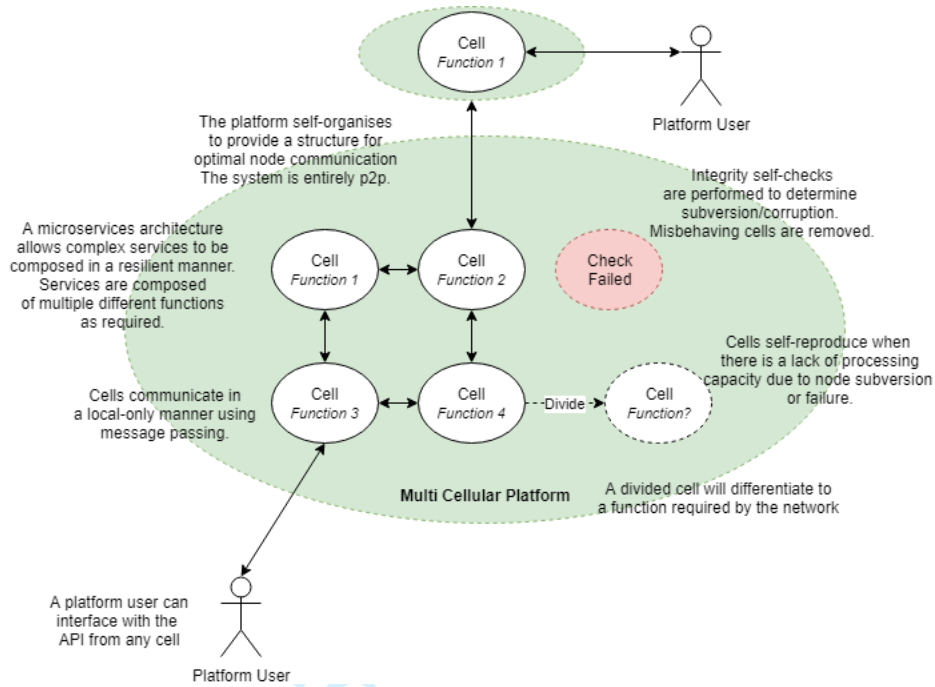 Cell
Function 1
Platform User
The platform self-organises
to provide a structure for
optimal node communication
The system is entirely p2p.
Integrity self-checks
are performed to determine
subversion/corruption.
Misbehaving cells are removed.
A microservices architecture
allows complex services to be
composed in a resilient manner.
Services are composed
of multiple different functions
as required.
Cell
Function 1
Cell
Function 2
Check
Failed
Cells self-reproduce when
there is a lack of processing
capacity due to node subversion
or failure.
Cells communicate in
a local-only manner using
message passing.
Cell
Function 3
Cell
Function 4
Divide
Cell
Function?
Multi Cellular Platform
A divided cell will differentiate to
a function required by the network
A platform user can
interface with the
API from any cell
Platform User